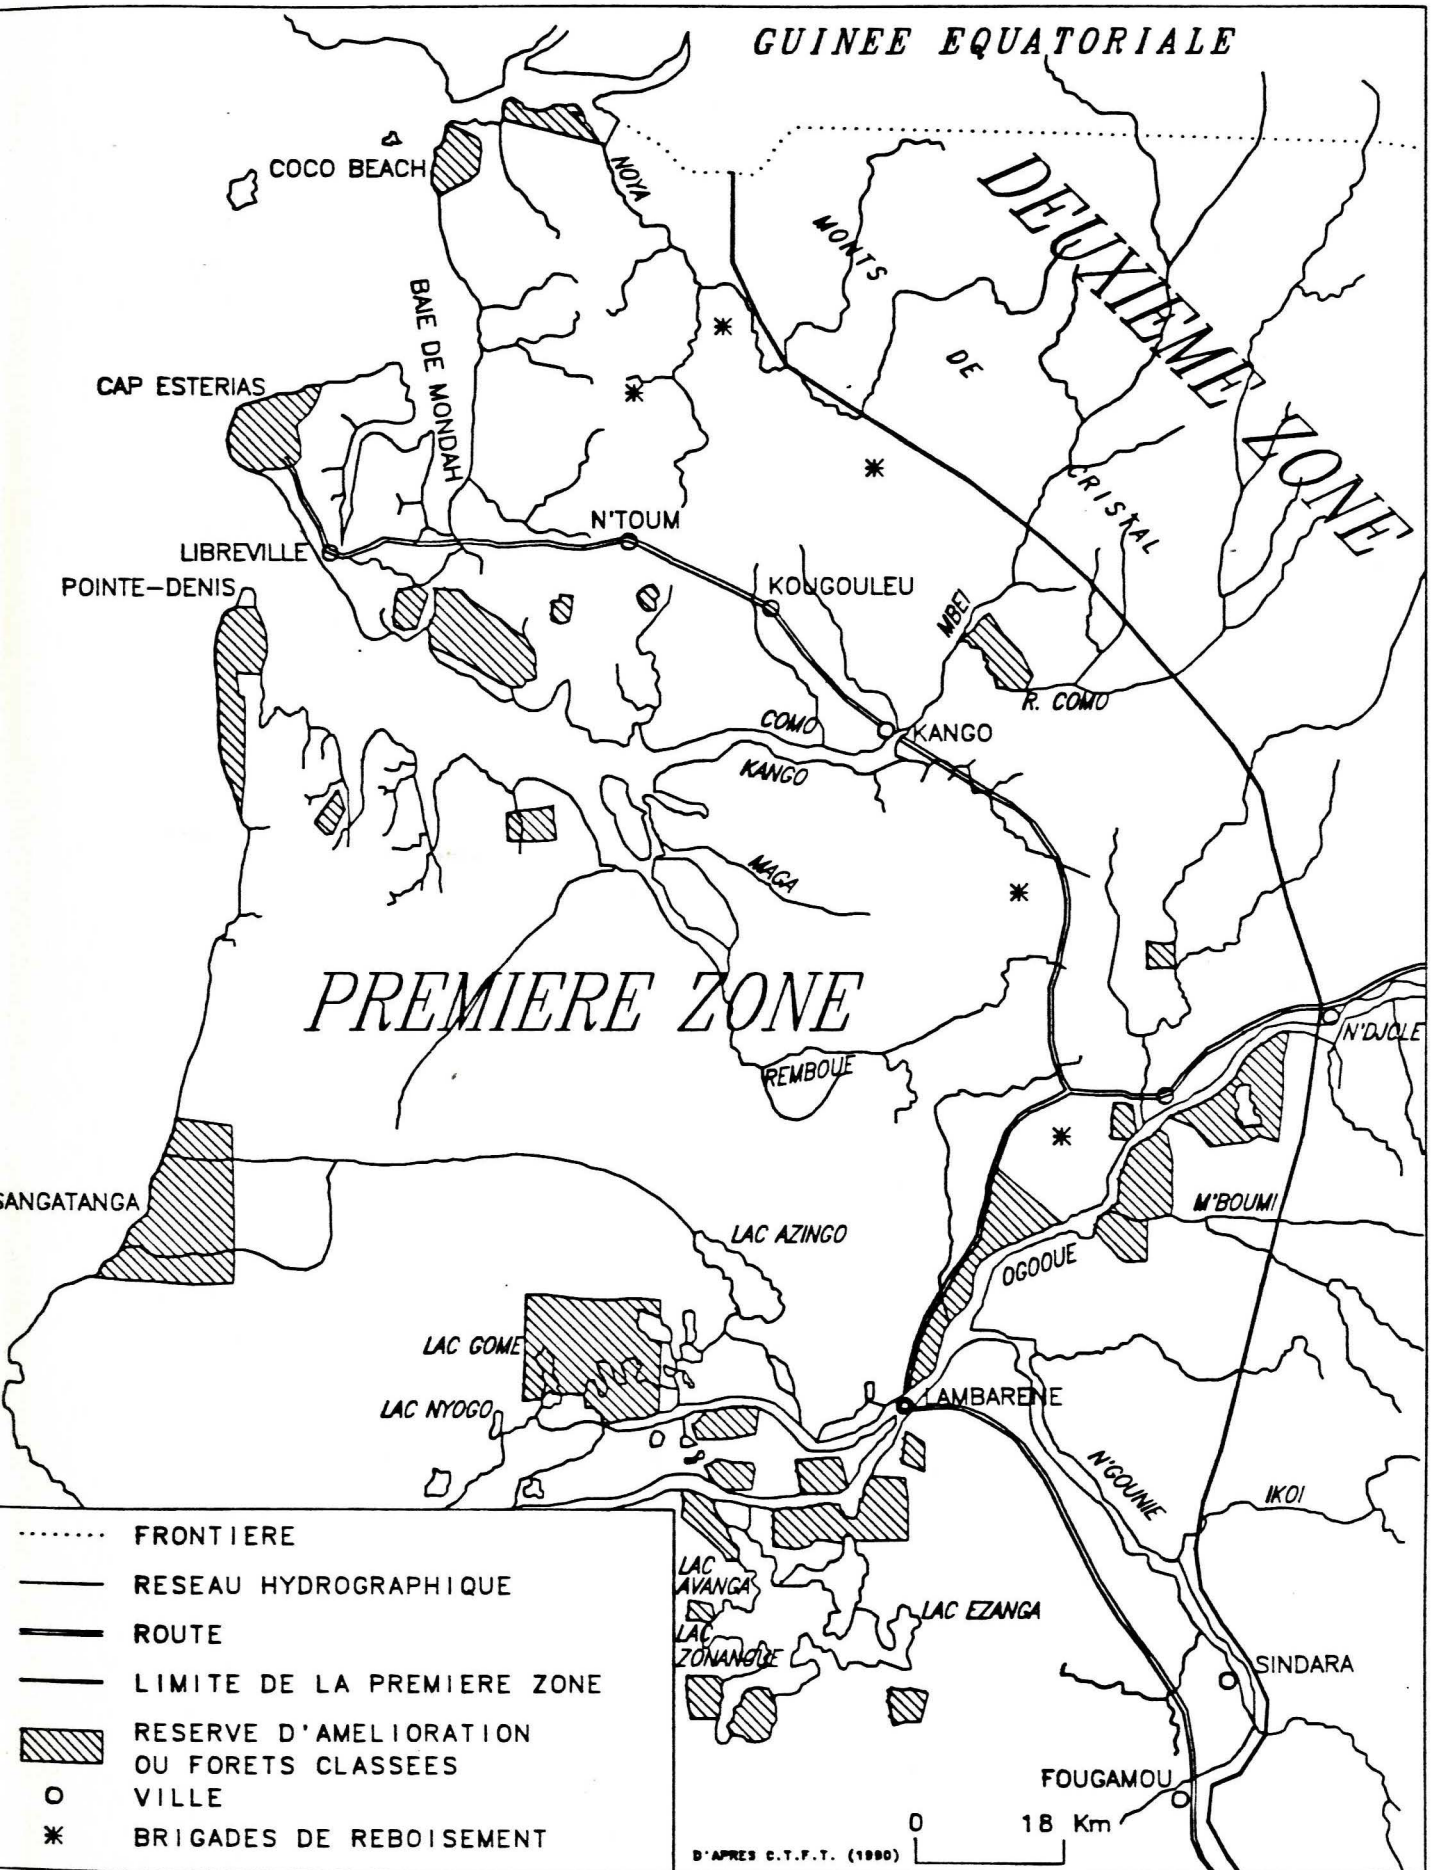 GUINEE EQUATORIALE
COCO BEACH
NOYA
MONTS
DE
CRISTAL
DEUXIEME ZONE
BAIE DE MONDAH
CAP ESTERIAS
N'TOUM
LIBREVILLE
POINTE-DENIS
KOUGOULEU
MBEI
R. COMO
COMO
KANGO
KANGO
MAGA
PREMIERE ZONE
N'DJOLE
REMBOUE
SANGATANGA
M'BOUMI
LAC AZINGO
OGOOUE
LAC GOME
LAC NYOGO
LAMBARENE
N'GOUNIE
IKOI
LAC
AVANGA
LAC EZANGA
LAC
ZONANGUE
SINDARA
FOUGAMOU
FRONTIERE
RESEAU HYDROGRAPHIQUE
ROUTE
LIMITE DE LA PREMIERE ZONE
RESERVE D'AMELIORATION
OU FORETS CLASSEES
VILLE
BRIGADES DE REBOISEMENT
0 18 Km
D'APRES C.T.F.T. (1990)